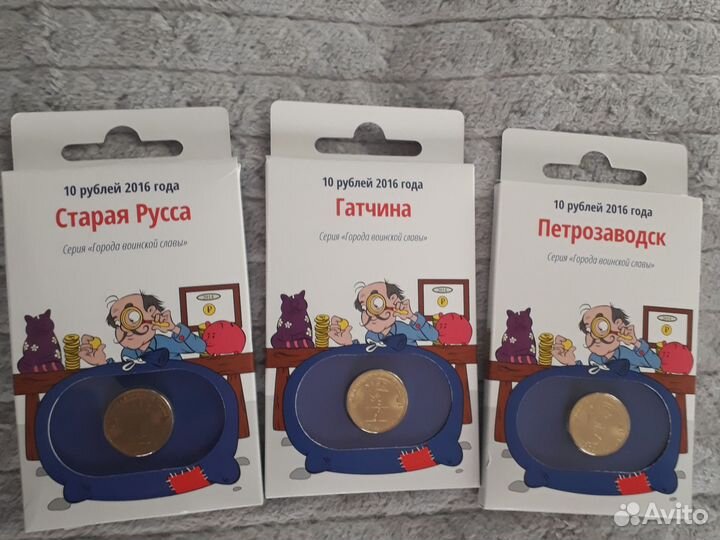 10 рублей 2016 года
Старая Русса
Серия «Города воинской славы»
10 рублей 2016 года
Гатчина
Серия «Города воинской славы»
10 рублей 2016 года
Петрозаводск
Серия «Города воинской славы»
Avito